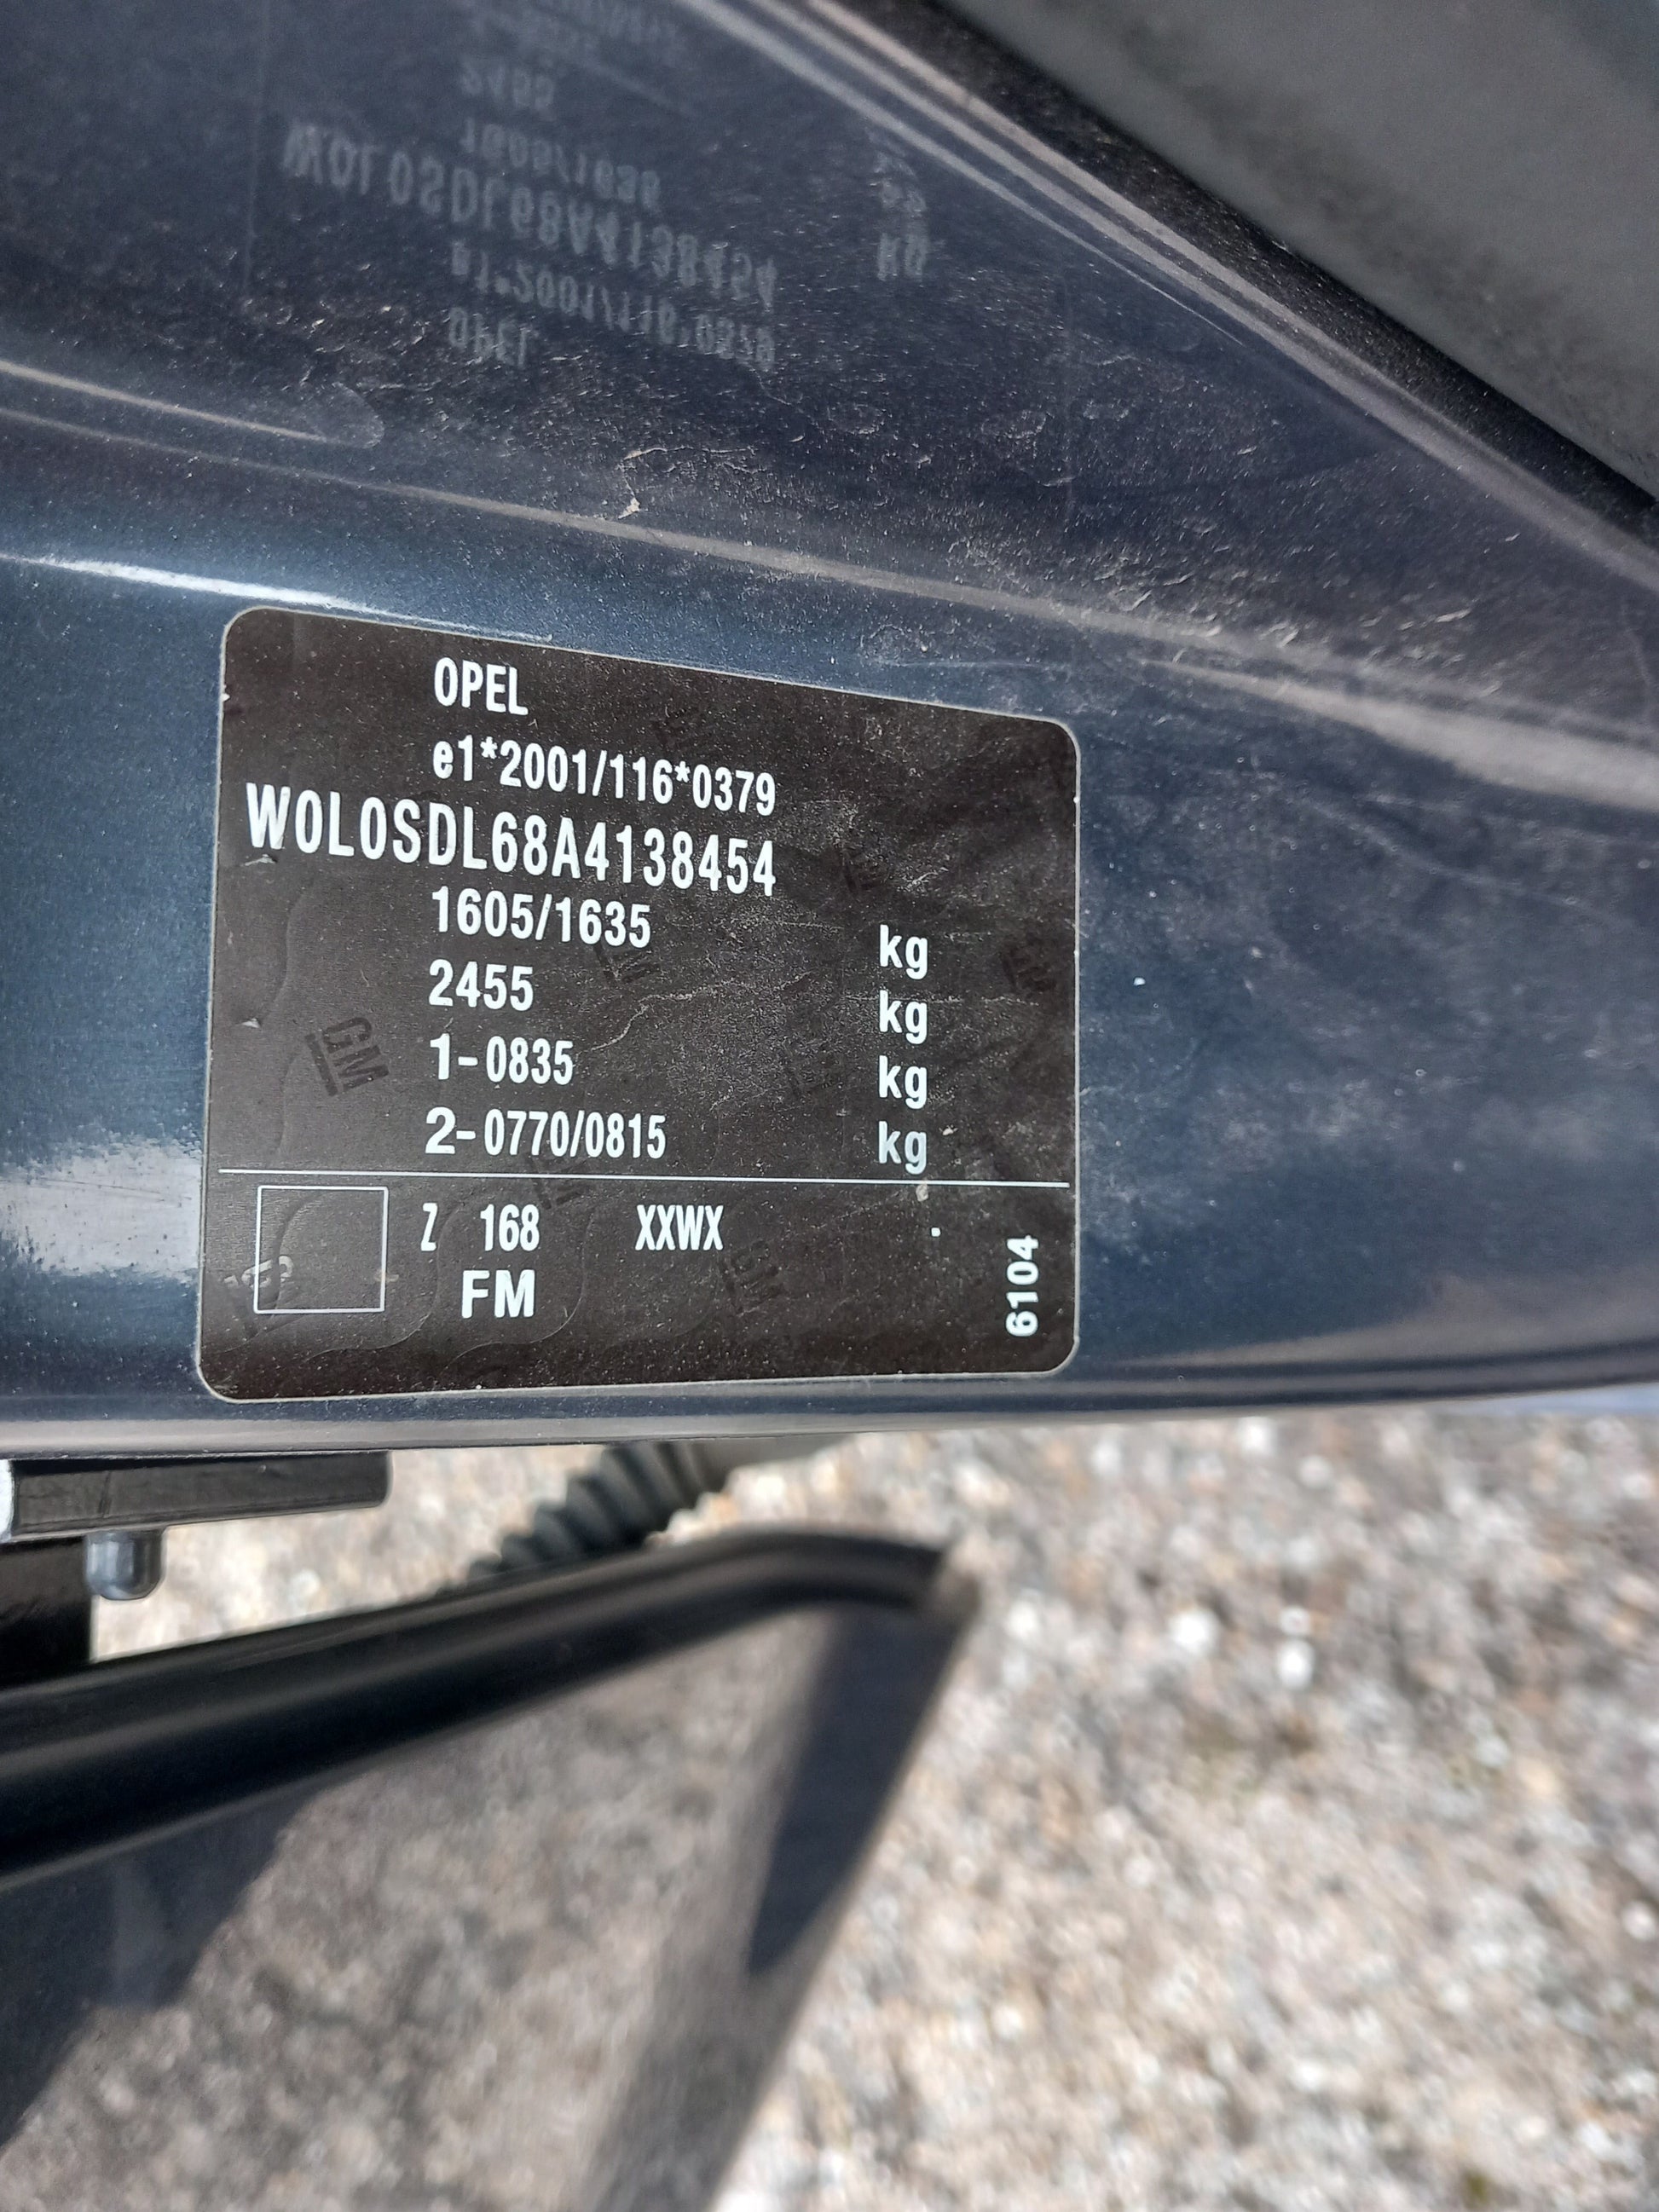 OPEL
e1*2001/116*0379
W0L0SDL68A4138454
1605/1635 kg
2455 kg
1-0835 kg
2-0770/0815 kg
Z 168 XXWX .
FM
6104
GM